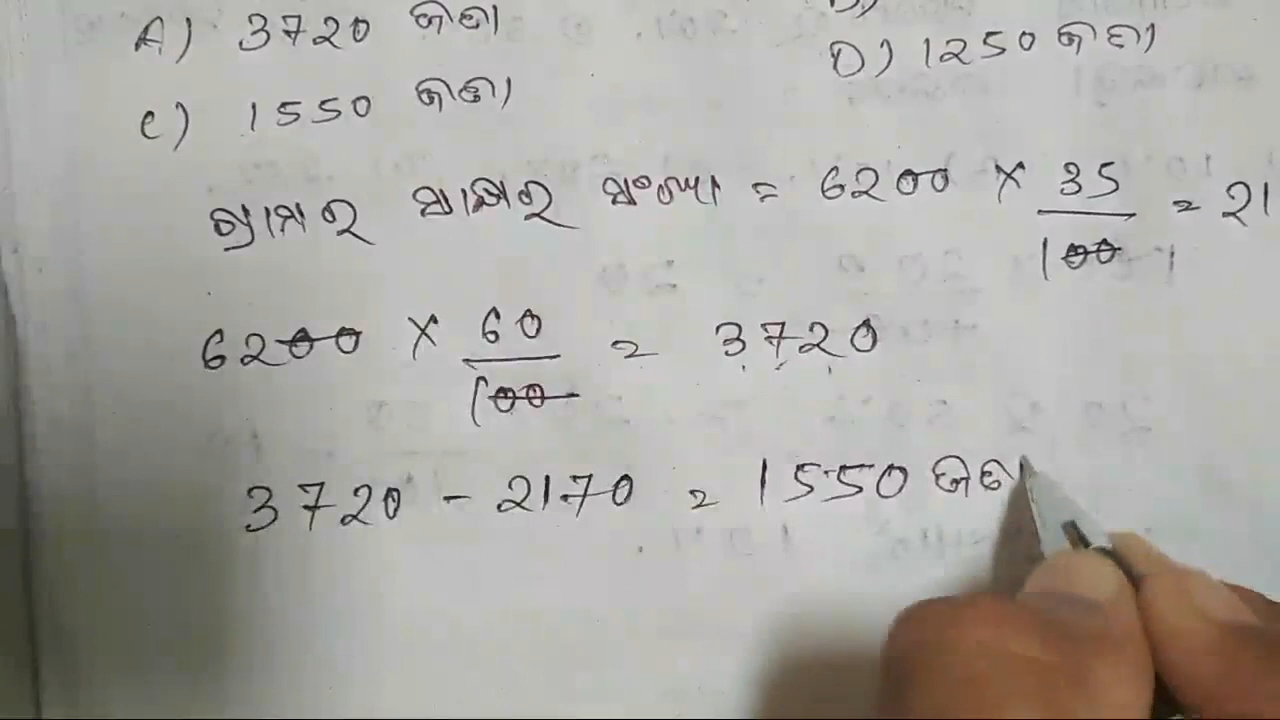 A) 3720 ଜଣ।
D) 1250 ଜଣ।
C) 1550 ଜଣ।
ଗ୍ରାମର ସାକ୍ଷର ସଂଖ୍ୟା = 6200 × 35/100 = 21
6200 × 60/100 = 3720
3720 - 2170 = 1550 ଜଣ।